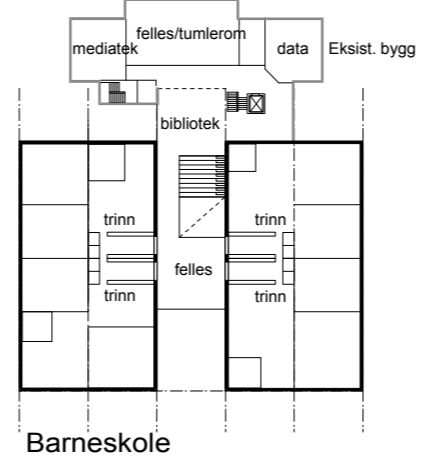 felles/tumlerom
mediatek
data
Eksist. bygg
bibliotek
trinn
trinn
felles
trinn
trinn
Barneskole